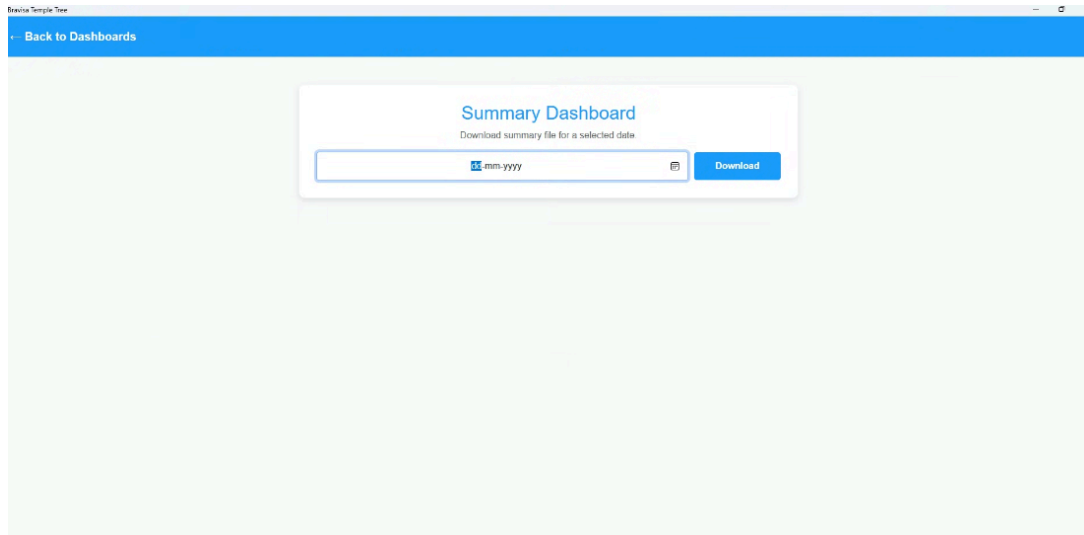 Bravisa Temple Tree
← Back to Dashboards
Summary Dashboard
Download summary file for a selected date.
dd-mm-yyyy
Download